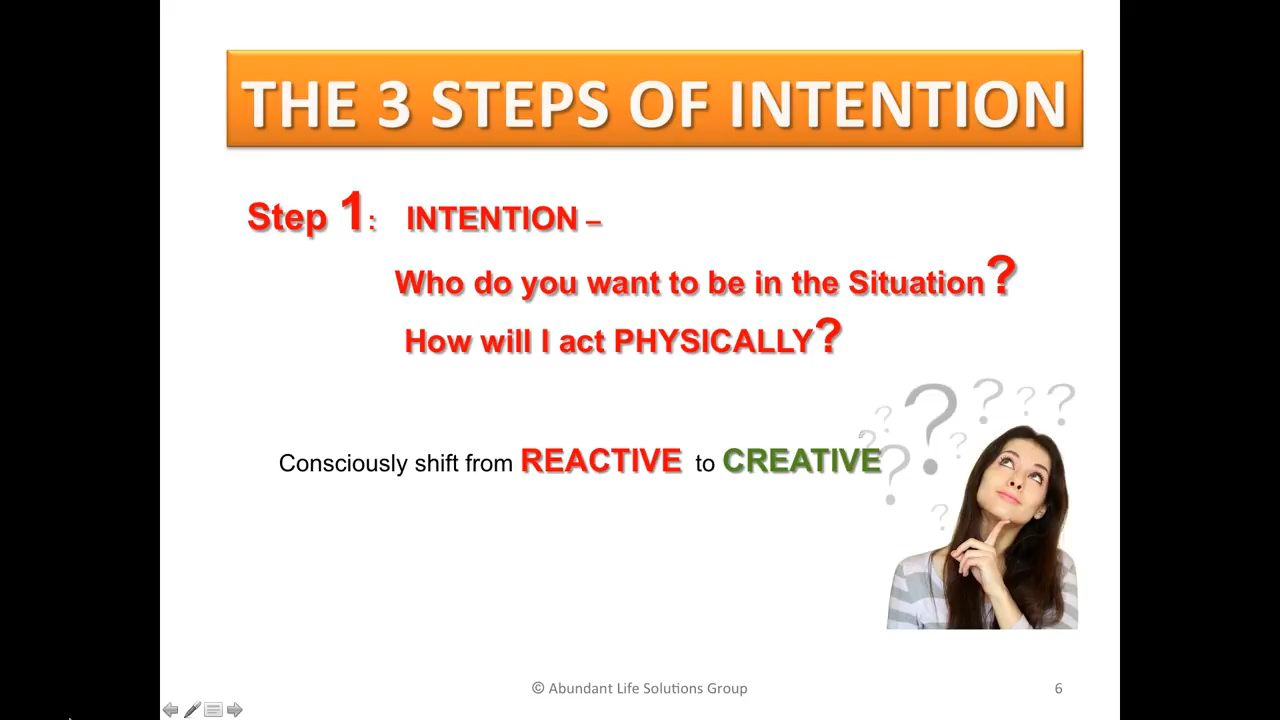 THE 3 STEPS OF INTENTION
Step 1: INTENTION –
Who do you want to be in the Situation?
How will I act PHYSICALLY?
Consciously shift from REACTIVE to CREATIVE
© Abundant Life Solutions Group
6